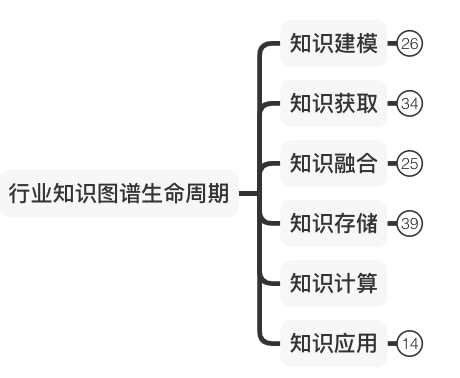 行业知识图谱生命周期
知识建模 26
知识获取 34
知识融合 25
知识存储 39
知识计算
知识应用 14